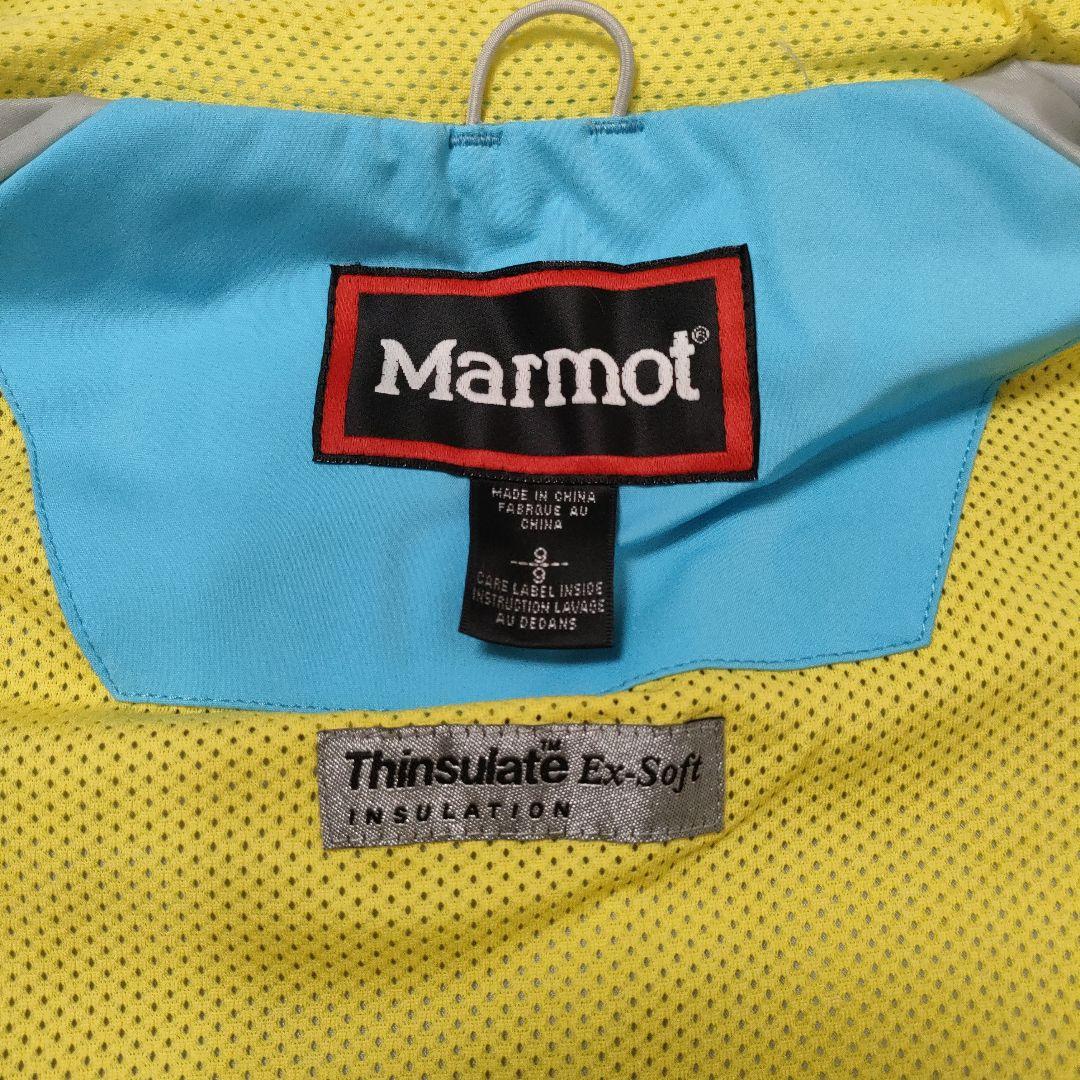 Marmot®
MADE IN CHINA
FABRQUE AU
CHINA
9
9
CARE LABEL INSIDE
INSTRUCTION LAVAGE
AU DEDANS
Thinsulate™ Ex-Soft
INSULATION